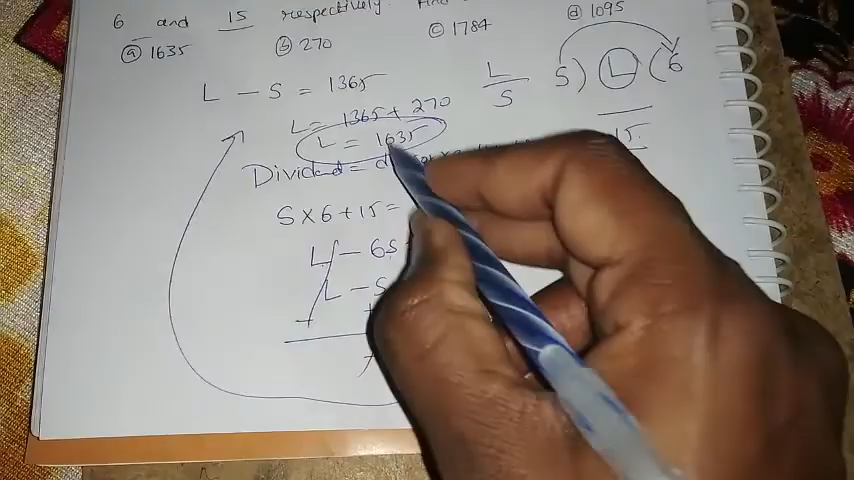 6 and 15 respectively.
ⓐ 1635 ⓑ 270 ⓒ 1784 ⓓ 1095
L - S = 1365
L = 1365 + 270
L = 1635
L/S S) L (6
15
Dividend =
S×6+15=
L - 6S
L - S